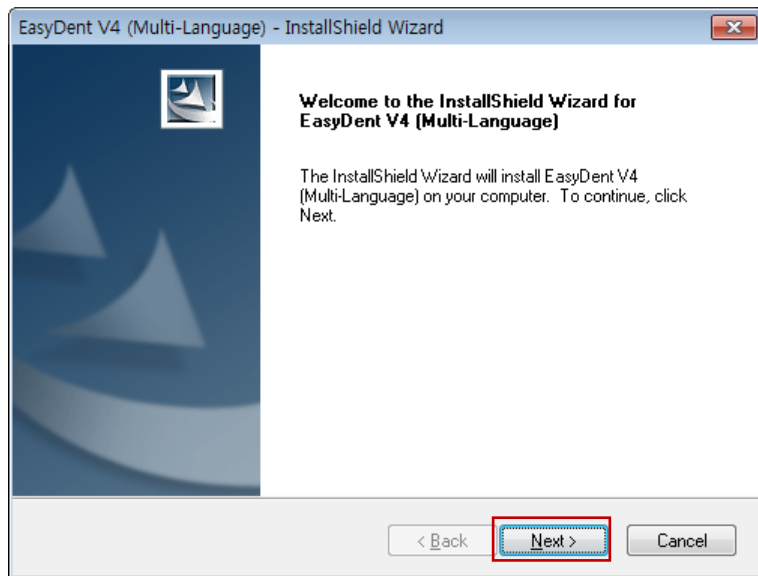 EasyDent V4 (Multi-Language) - InstallShield Wizard
Welcome to the InstallShield Wizard for
EasyDent V4 (Multi-Language)
The InstallShield Wizard will install EasyDent V4
(Multi-Language) on your computer. To continue, click
Next.
< Back Next > Cancel